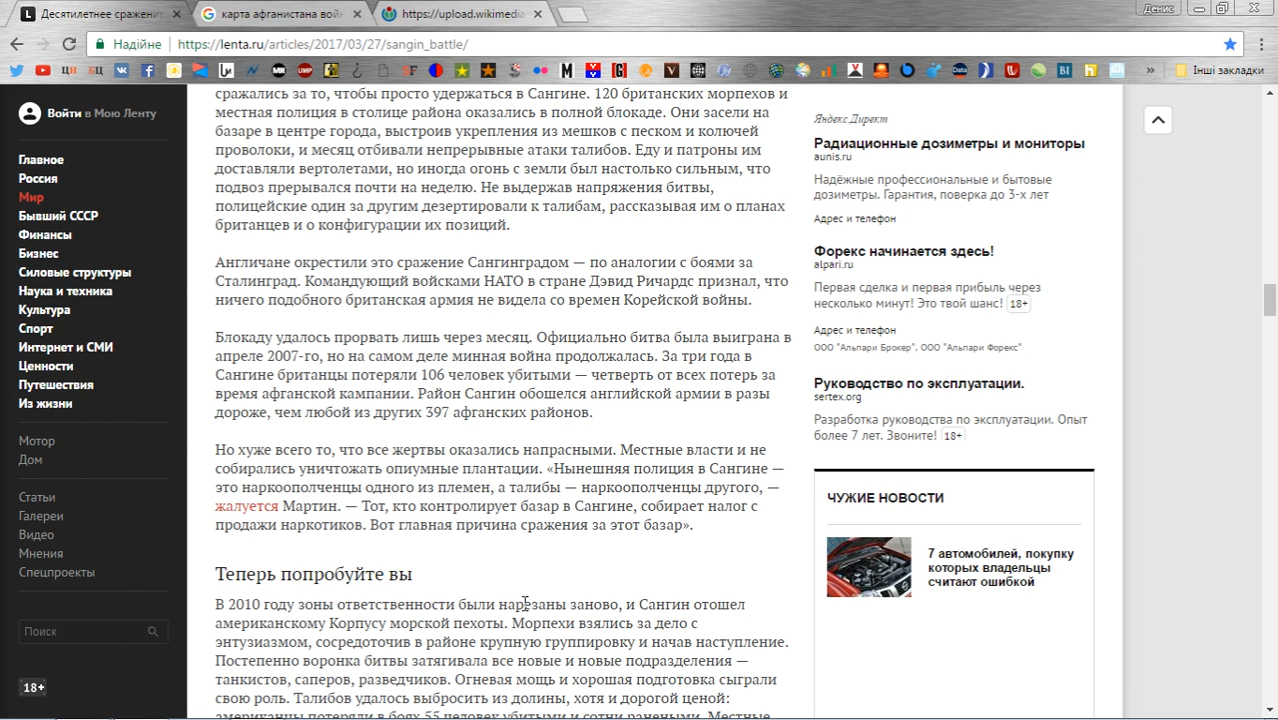 Десятилетнее сражение
карта афганистана вой
https://upload.wikimedia
Денис
Надійне
https://lenta.ru/articles/2017/03/27/sangin_battle/
Інші закладки
Войти в Мою Ленту
Главное
Россия
Мир
Бывший СССР
Финансы
Бизнес
Силовые структуры
Наука и техника
Культура
Спорт
Интернет и СМИ
Ценности
Путешествия
Из жизни
Мотор
Дом
Статьи
Галереи
Видео
Мнения
Спецпроекты
Поиск
18+
сражались за то, чтобы просто удержаться в Сангине. 120 британских морпехов и
местная полиция в столице района оказались в полной блокаде. Они засели на
базаре в центре города, выстроив укрепления из мешков с песком и колючей
проволоки, и месяц отбивали непрерывные атаки талибов. Еду и патроны им
доставляли вертолетами, но иногда огонь с земли был настолько сильным, что
подвоз прерывался почти на неделю. Не выдержав напряжения битвы,
полицейские один за другим дезертировали к талибам, рассказывая им о планах
британцев и о конфигурации их позиций.
Англичане окрестили это сражение Сангинградом — по аналогии с боями за
Сталинград. Командующий войсками НАТО в стране Дэвид Ричардс признал, что
ничего подобного британская армия не видела со времен Корейской войны.
Блокаду удалось прорвать лишь через месяц. Официально битва была выиграна в
апреле 2007-го, но на самом деле минная война продолжалась. За три года в
Сангине британцы потеряли 106 человек убитыми — четверть от всех потерь за
время афганской кампании. Район Сангин обошелся английской армии в разы
дороже, чем любой из других 397 афганских районов.
Но хуже всего то, что все жертвы оказались напрасными. Местные власти и не
собирались уничтожать опиумные плантации. «Нынешняя полиция в Сангине —
это наркоополченцы одного из племен, а талибы — наркоополченцы другого, —
жалуется Мартин. — Тот, кто контролирует базар в Сангине, собирает налог с
продажи наркотиков. Вот главная причина сражения за этот базар».
Теперь попробуйте вы
В 2010 году зоны ответственности были нарезаны заново, и Сангин отошел
американскому Корпусу морской пехоты. Морпехи взялись за дело с
энтузиазмом, сосредоточив в районе крупную группировку и начав наступление.
Постепенно воронка битвы затягивала все новые и новые подразделения —
танкистов, саперов, разведчиков. Огневая мощь и хорошая подготовка сыграли
свою роль. Талибов удалось выбросить из долины, хотя и дорогой ценой:
американцы потеряли в боях 55 человек убитыми и сотни ранеными. Местные
Яндекс.Директ
Радиационные дозиметры и мониторы
aunis.ru
Надёжные профессиональные и бытовые
дозиметры. Гарантия, поверка до 3-х лет
Адрес и телефон
Форекс начинается здесь!
alpari.ru
Первая сделка и первая прибыль через
несколько минут! Это твой шанс! 18+
Адрес и телефон
ООО "Альпари Брокер", ООО "Альпари Форекс"
Руководство по эксплуатации.
sertex.org
Разработка руководства по эксплуатации. Опыт
более 7 лет. Звоните! 18+
ЧУЖИЕ НОВОСТИ
7 автомобилей, покупку
которых владельцы
считают ошибкой